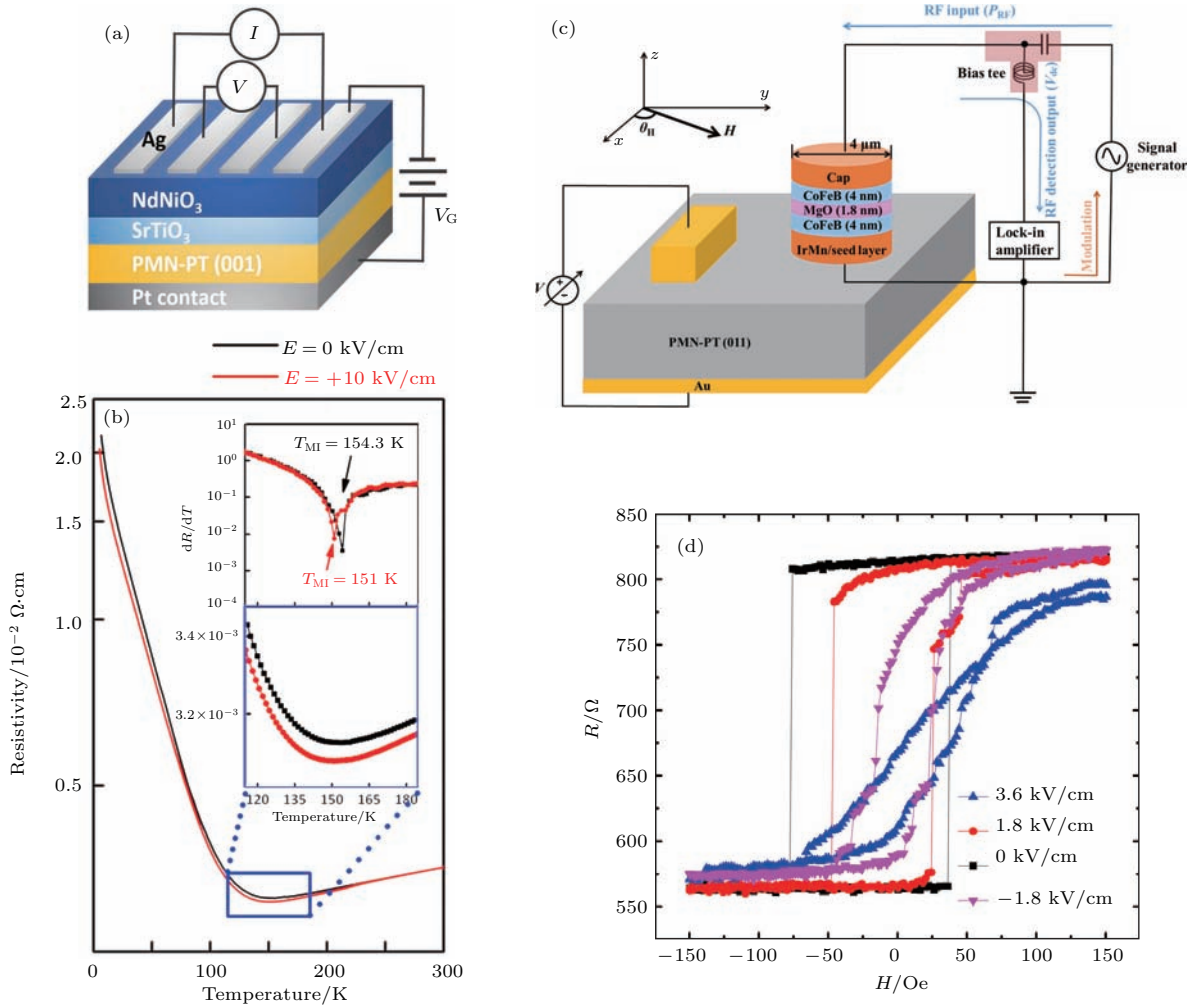 (a)
I
V
Ag
NdNiO₃
SrTiO₃
PMN-PT (001)
Pt contact
V_G
(c)
RF input (P_RF)
Bias tee
RF detection output (V_dc)
Signal
generator
Modulation
Lock-in
amplifier
z
y
x
θ_H
H
4 μm
Cap
CoFeB (4 nm)
MgO (1.8 nm)
CoFeB (4 nm)
IrMn/seed layer
V
+
−
PMN-PT (011)
Au
E = 0 kV/cm
E = +10 kV/cm
(b)
Resistivity/10⁻² Ω·cm
2.5
2.0
1.5
1.0
0.5
0
100
200
300
Temperature/K
dR/dT
10¹
10⁰
10⁻¹
10⁻²
10⁻³
10⁻⁴
T_MI = 154.3 K
T_MI = 151 K
3.4×10⁻³
3.2×10⁻³
120
135
150
165
180
Temperature/K
(d)
R/Ω
850
800
750
700
650
600
550
3.6 kV/cm
1.8 kV/cm
0 kV/cm
−1.8 kV/cm
−150
−100
−50
0
50
100
150
H/Oe